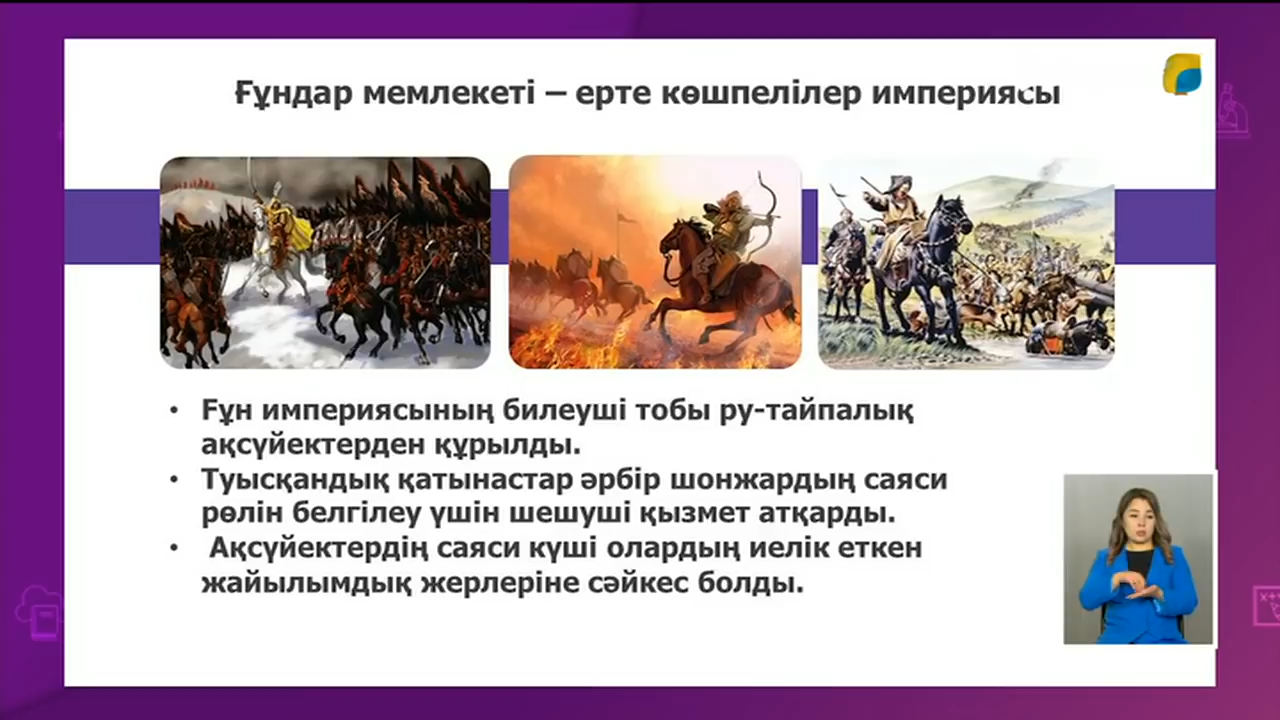 Ғұндар мемлекеті – ерте көшпелілер империясы
• Ғұн империясының билеуші тобы ру-тайпалық
ақсүйектерден құрылды.
• Туысқандық қатынастар әрбір шонжардың саяси
рөлін белгілеу үшін шешуші қызмет атқарды.
• Ақсүйектердің саяси күші олардың иелік еткен
жайылымдық жерлеріне сәйкес болды.